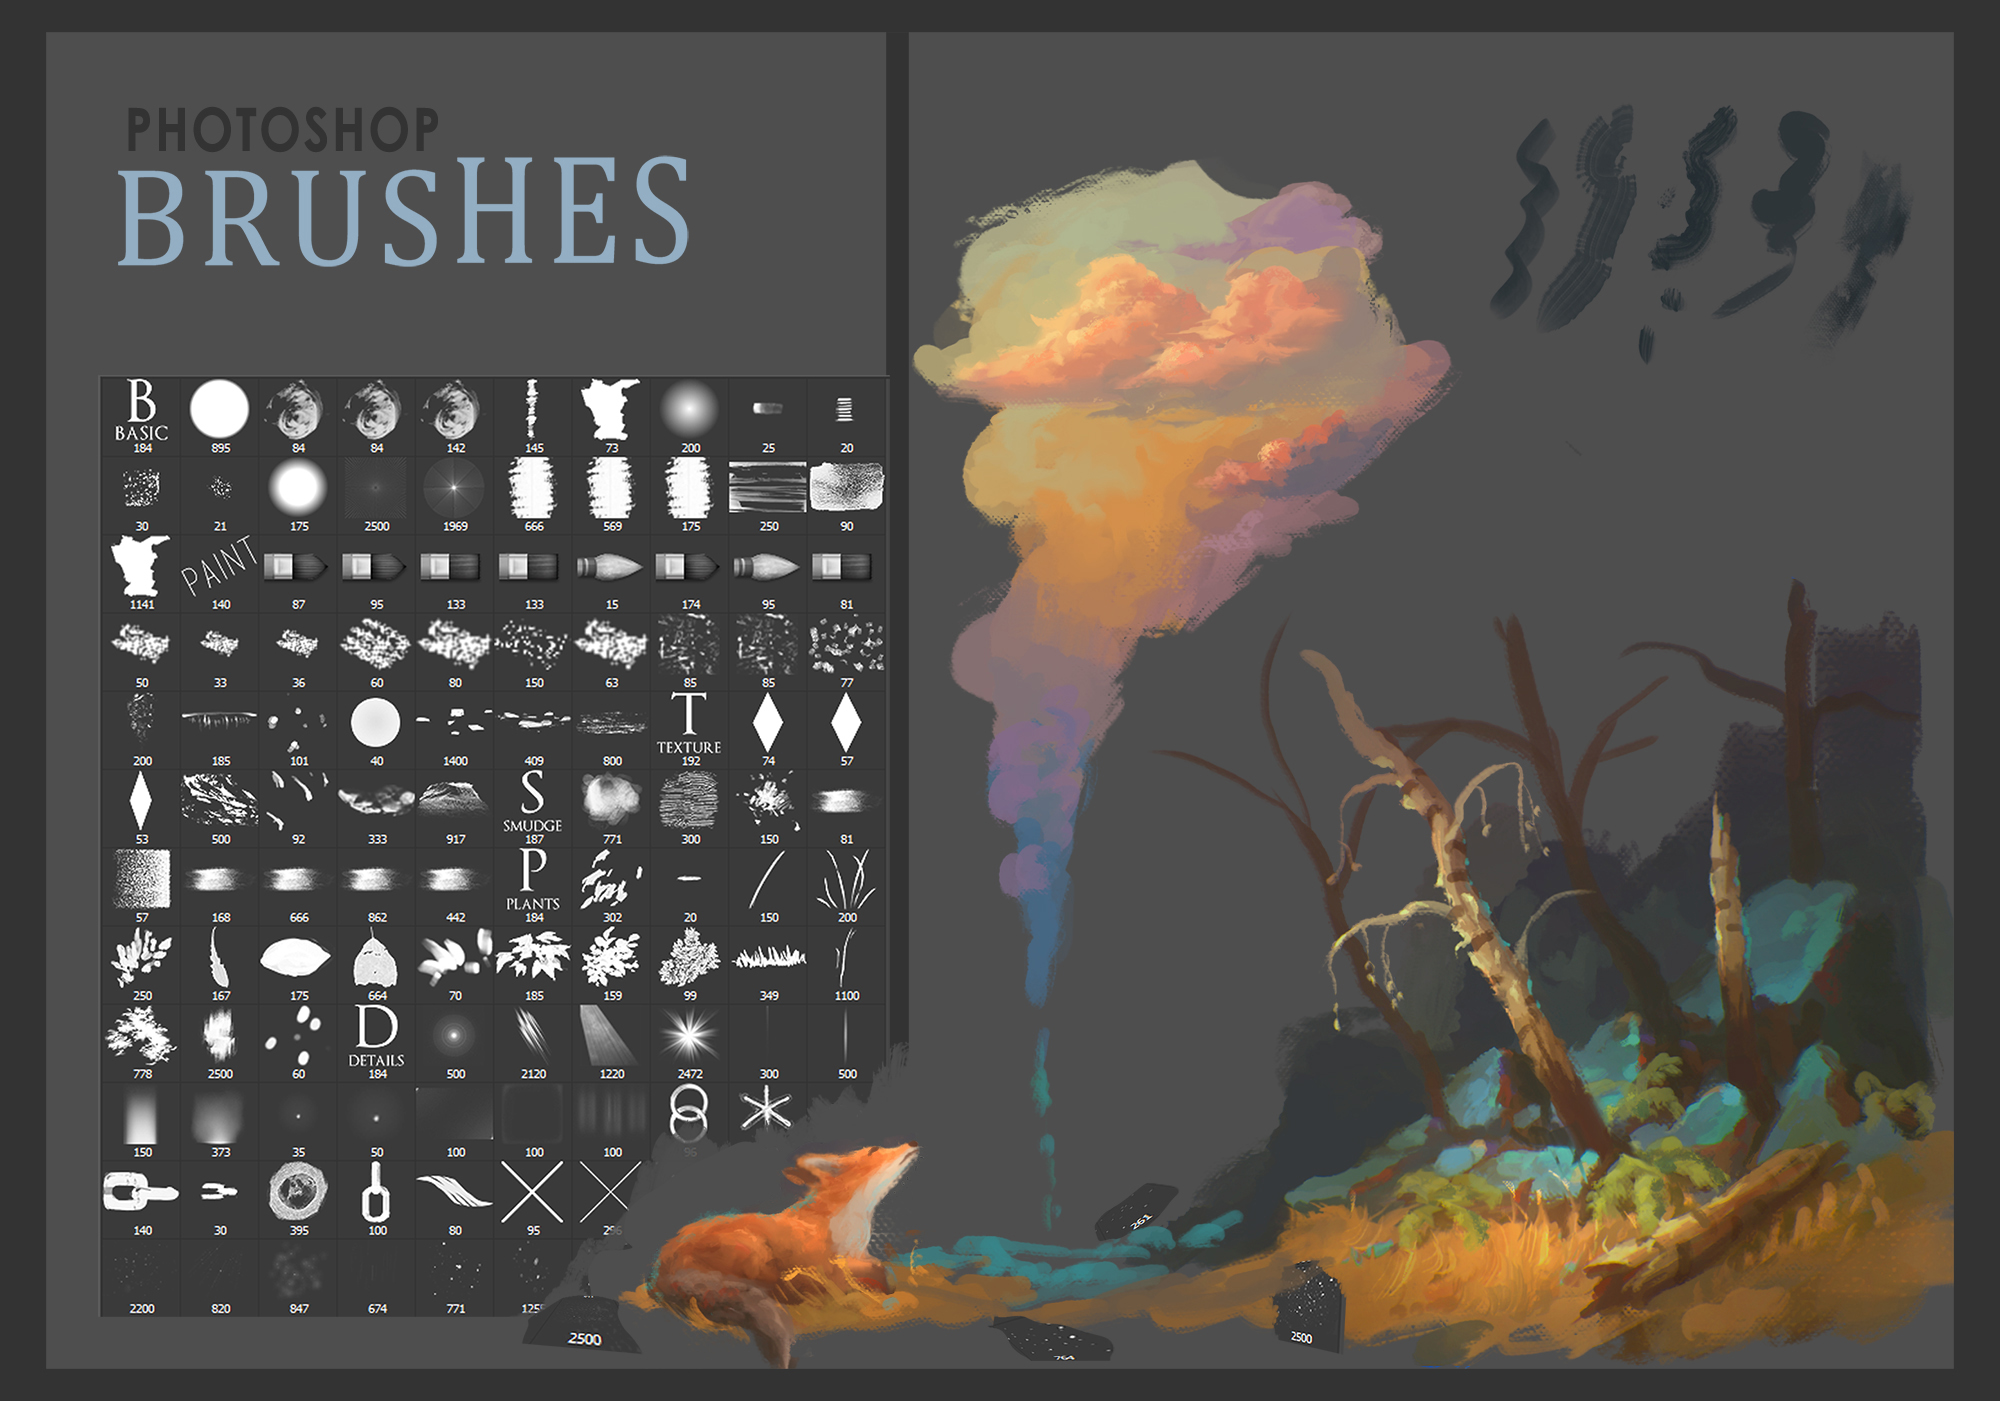 PHOTOSHOP
BRUSHES
B
BASIC
184 895 84 84 142 145 73 200 25 20
30 21 175 2500 1969 666 569 175 250 90
PAINT
1141 140 87 95 133 133 15 174 95 81
50 33 36 60 80 150 63 85 85 77
T
TEXTURE
200 185 101 40 1400 409 800 192 74 57
S
SMUDGE
53 500 92 333 917 187 771 300 150 81
P
PLANTS
57 168 666 862 442 184 302 20 150 200
250 167 175 664 70 185 159 99 349 1100
D
DETAILS
778 2500 60 184 500 2120 1220 2472 300 500
150 373 35 50 100 100 100 96
140 30 395 100 80 95 296
261
2200 820 847 674 771 125
2500 764 2500